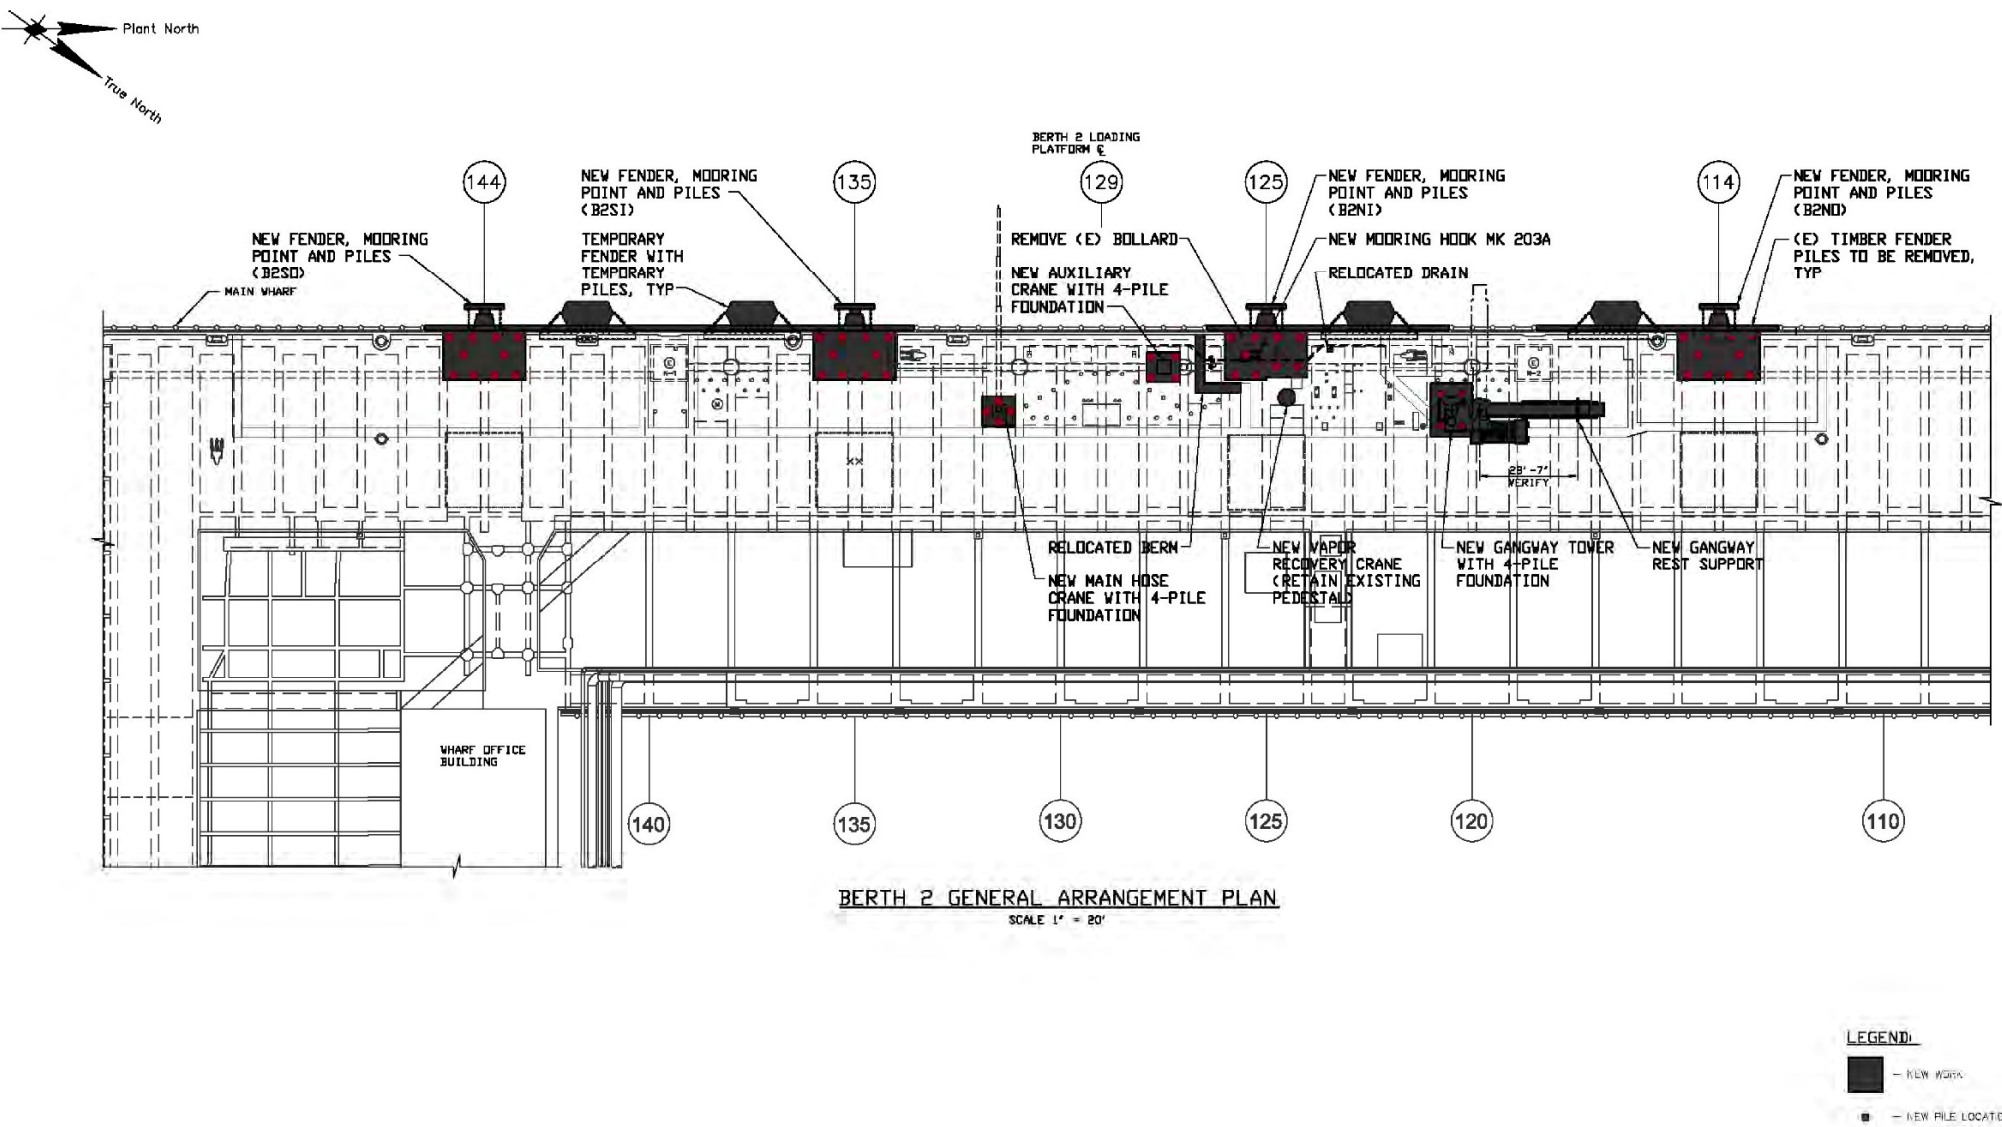 Plant North
True North
BERTH 2 LOADING
PLATFORM ℄
144
135
129
125
114
NEW FENDER, MOORING
POINT AND PILES
(B2SO)
MAIN WHARF
NEW FENDER, MOORING
POINT AND PILES
(B2SI)
TEMPORARY
FENDER WITH
TEMPORARY
PILES, TYP
REMOVE (E) BOLLARD
NEW AUXILIARY
CRANE WITH 4-PILE
FOUNDATION
NEW FENDER, MOORING
POINT AND PILES
(B2NI)
NEW MOORING HOOK MK 203A
RELOCATED DRAIN
NEW FENDER, MOORING
POINT AND PILES
(B2NO)
(E) TIMBER FENDER
PILES TO BE REMOVED,
TYP
XX
VERIFY
RELOCATED BERM
NEW MAIN HOSE
CRANE WITH 4-PILE
FOUNDATION
NEW VAPOR
RECOVERY CRANE
(RETAIN EXISTING
PEDESTAL)
NEW GANGWAY TOWER
WITH 4-PILE
FOUNDATION
NEW GANGWAY
REST SUPPORT
WHARF OFFICE
BUILDING
140
135
130
125
120
110
BERTH 2 GENERAL ARRANGEMENT PLAN
SCALE 1" = 20'
LEGEND:
- NEW WORK
- NEW PILE LOCATIO